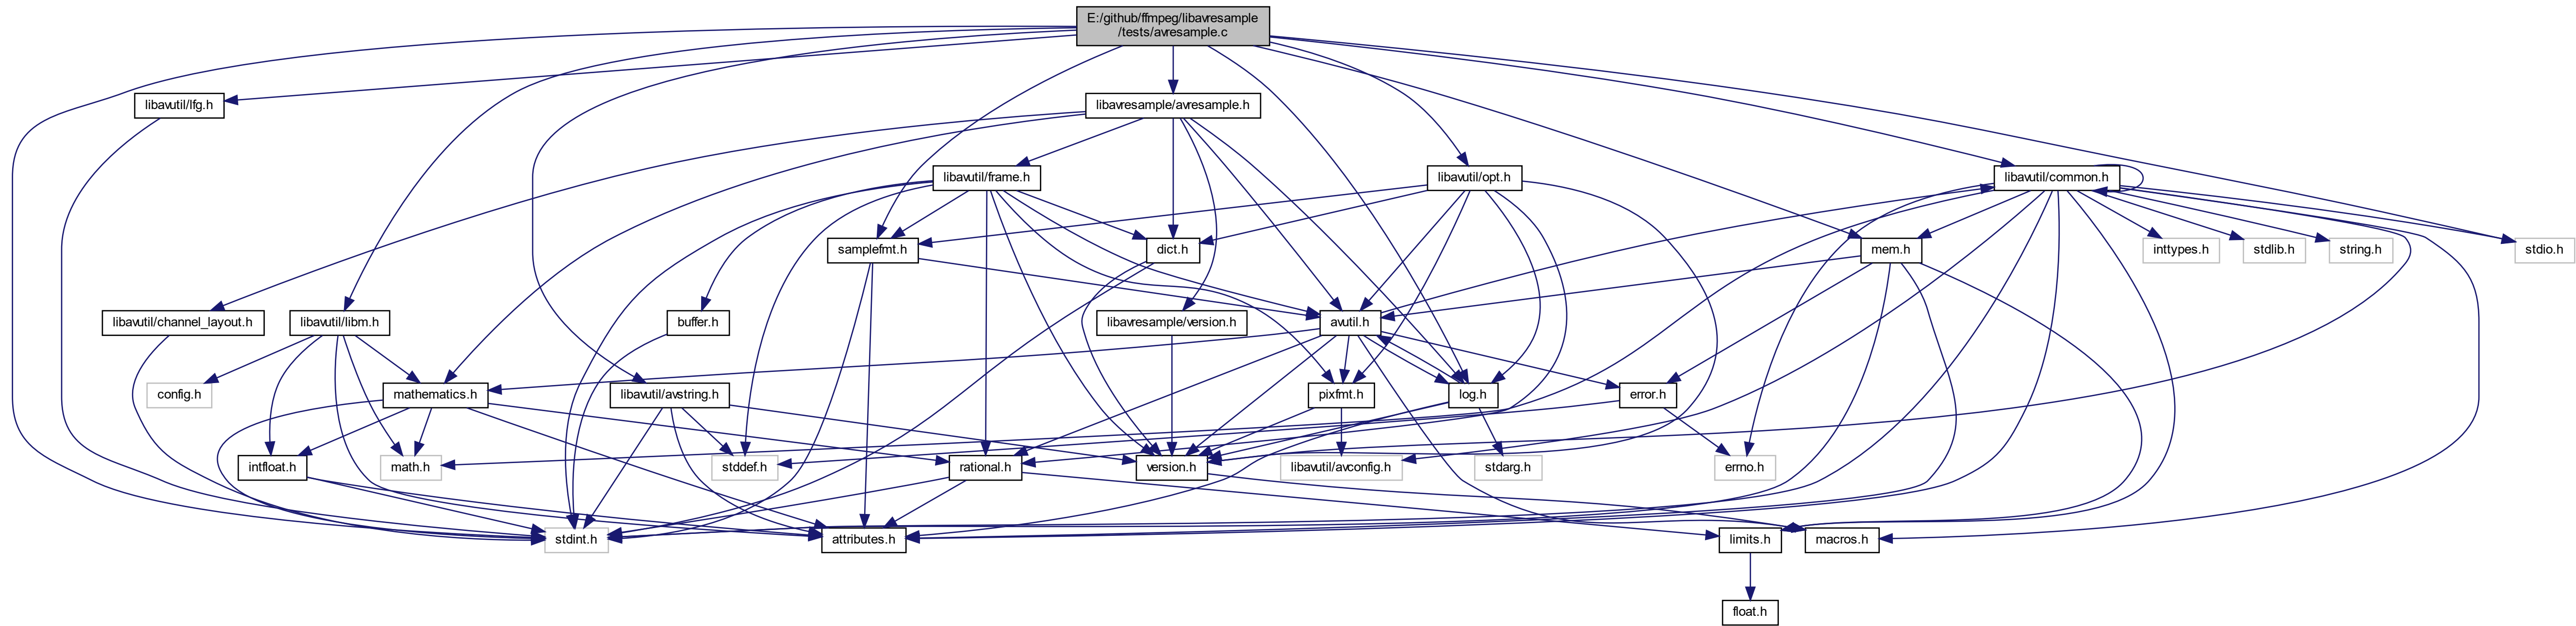 E:/github/ffmpeg/libavresample
/tests/avresample.c
libavutil/lfg.h
libavresample/avresample.h
libavutil/frame.h
libavutil/opt.h
libavutil/common.h
samplefmt.h
dict.h
mem.h
inttypes.h
stdlib.h
string.h
stdio.h
libavutil/channel_layout.h
libavutil/libm.h
buffer.h
libavresample/version.h
avutil.h
config.h
mathematics.h
libavutil/avstring.h
pixfmt.h
log.h
error.h
intfloat.h
math.h
stddef.h
rational.h
version.h
libavutil/avconfig.h
stdarg.h
errno.h
stdint.h
attributes.h
limits.h
macros.h
float.h